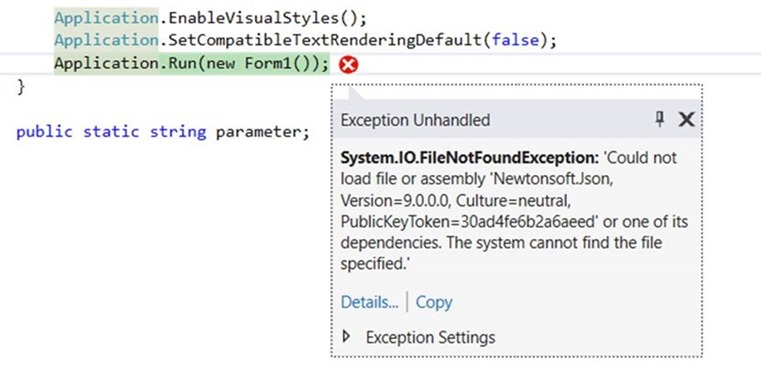 Application.EnableVisualStyles();
Application.SetCompatibleTextRenderingDefault(false);
Application.Run(new Form1());
}
public static string parameter;
Exception Unhandled
System.IO.FileNotFoundException: 'Could not
load file or assembly 'Newtonsoft.Json,
Version=9.0.0.0, Culture=neutral,
PublicKeyToken=30ad4fe6b2a6aeed' or one of its
dependencies. The system cannot find the file
specified.'
Details... | Copy
Exception Settings